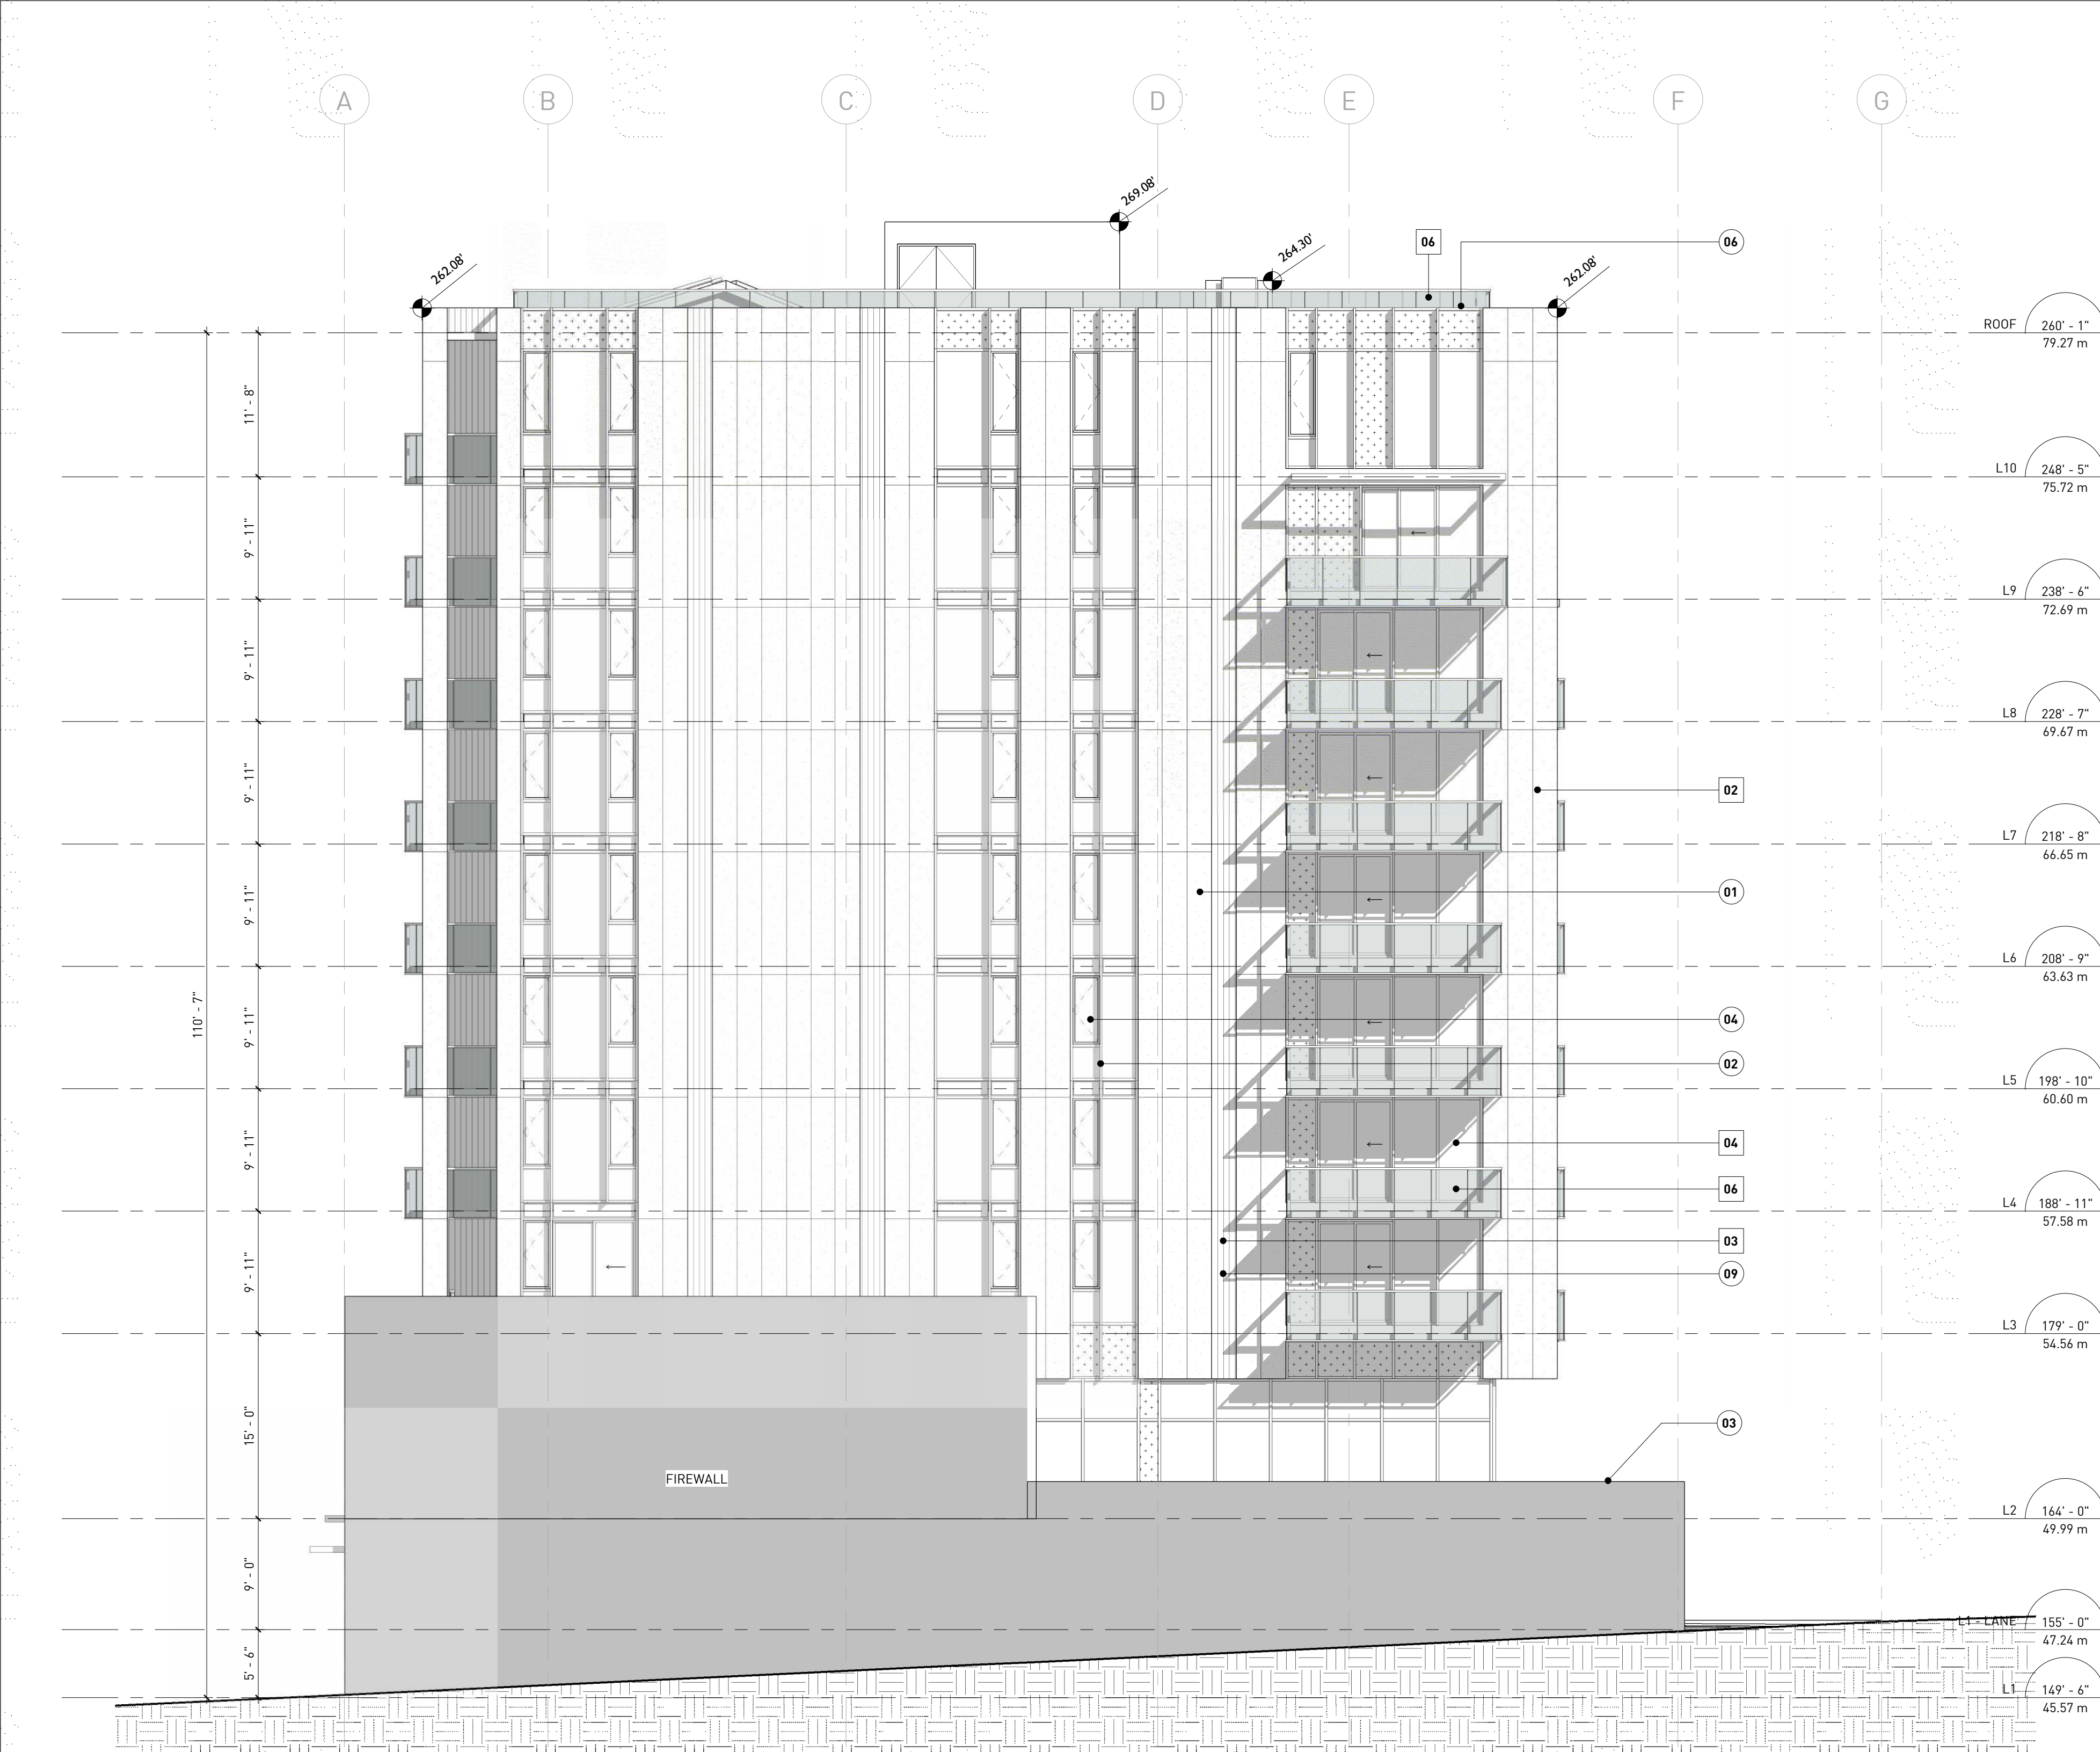 A
B
C
D
E
F
G
269.08'
262.08'
264.30'
262.08'
06
06
ROOF
260' - 1"
79.27 m
11' - 8"
L10
248' - 5"
75.72 m
9' - 11"
L9
238' - 6"
72.69 m
9' - 11"
L8
228' - 7"
69.67 m
02
9' - 11"
L7
218' - 8"
66.65 m
01
9' - 11"
L6
208' - 9"
63.63 m
110' - 7"
9' - 11"
04
02
L5
198' - 10"
60.60 m
9' - 11"
04
06
L4
188' - 11"
57.58 m
03
9' - 11"
09
L3
179' - 0"
54.56 m
15' - 0"
03
FIREWALL
L2
164' - 0"
49.99 m
9' - 0"
L1 - LANE
155' - 0"
47.24 m
5' - 6"
L1
149' - 6"
45.57 m